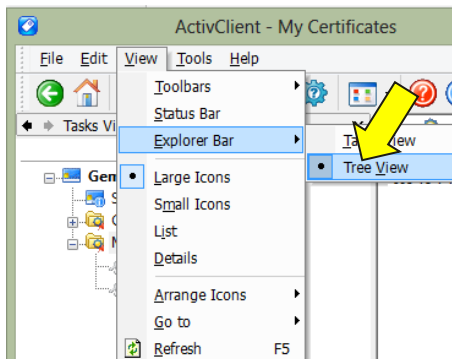 ActivClient - My Certificates
File Edit View Tools Help
Toolbars
Tasks Vi
Status Bar
Explorer Bar
Tree View
Gen
Large Icons
Small Icons
List
Details
Arrange Icons
Go to
Refresh F5